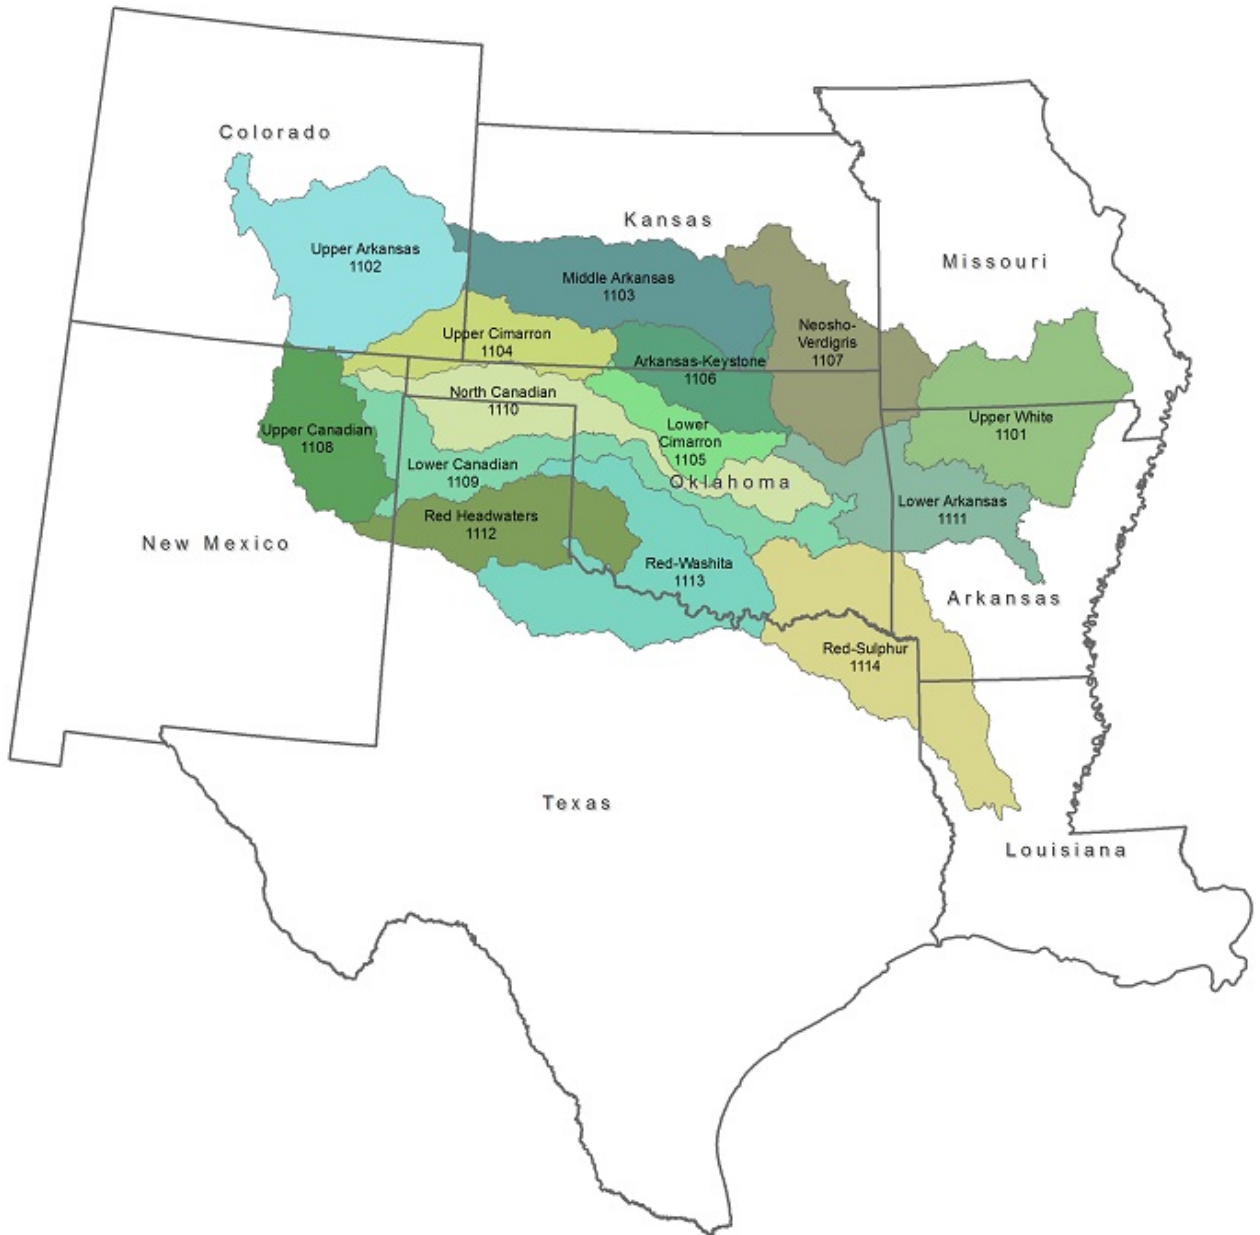 Colorado
Kansas
Missouri
Upper Arkansas
1102
Middle Arkansas
1103
Upper Cimarron
1104
Neosho-
Verdigris
1107
Arkansas-Keystone
1106
North Canadian
1110
Upper White
1101
Lower
Cimarron
1105
Upper Canadian
1108
Lower Canadian
1109
Oklahoma
Lower Arkansas
1111
Red Headwaters
1112
New Mexico
Red-Washita
1113
Arkansas
Red-Sulphur
1114
Texas
Louisiana